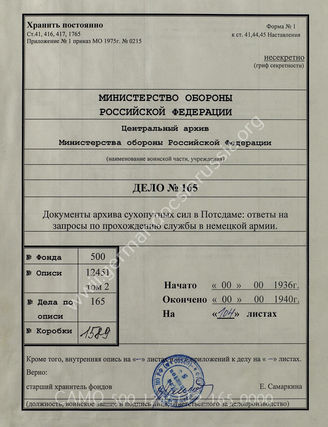 Хранить постоянно
Ст.41, 416, 417, 1765
Приложение № 1 приказ МО 1975г. № 0215
Форма № 1
к ст. 41,44,45 Наставления
несекретно
(гриф секретности)
МИНИСТЕРСТВО ОБОРОНЫ
РОССИЙСКОЙ ФЕДЕРАЦИИ
Центральный архив
Министерства обороны Российской Федерации
(наименование воинской части, учреждения)
ДЕЛО № 165
Документы архива сухопутных сил в Потсдаме: ответы на
запросы по прохождению службы в немецкой армии.
№ Фонда 500
№ Описи 12451
том 2
№ Дела по описи 165
№ Коробки 1589
Начато « 00 » 00 1936г.
Окончено « 00 » 00 1940г.
На «104» листах
Кроме того, внутренняя опись на «–» листах приложений к делу на « – » листах.
Верно:
старший хранитель фондов
Е. Самаркина
(должность, воинское звание и подпись делопроизводству)